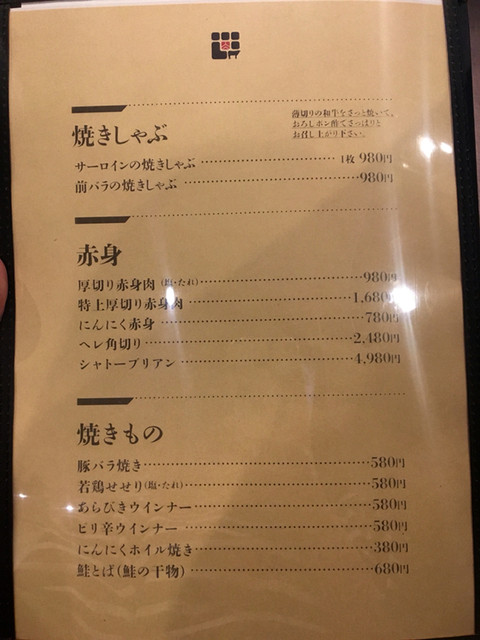 焼きしゃぶ
薄切りの和牛をさっと焼いて、
おろしポン酢でさっぱりと
お召し上がり下さい。
サーロインの焼きしゃぶ 1枚 980円
前バラの焼きしゃぶ 980円
赤身
厚切り赤身肉(塩・たれ) 980円
特上厚切り赤身肉 1,680円
にんにく赤身 780円
ヘレ角切り 2,480円
シャトーブリアン 4,980円
焼きもの
豚バラ焼き 580円
若鶏せせり(塩・たれ) 580円
あらびきウインナー 580円
ピリ辛ウインナー 580円
にんにくホイル焼き 380円
鮭とば(鮭の干物) 680円